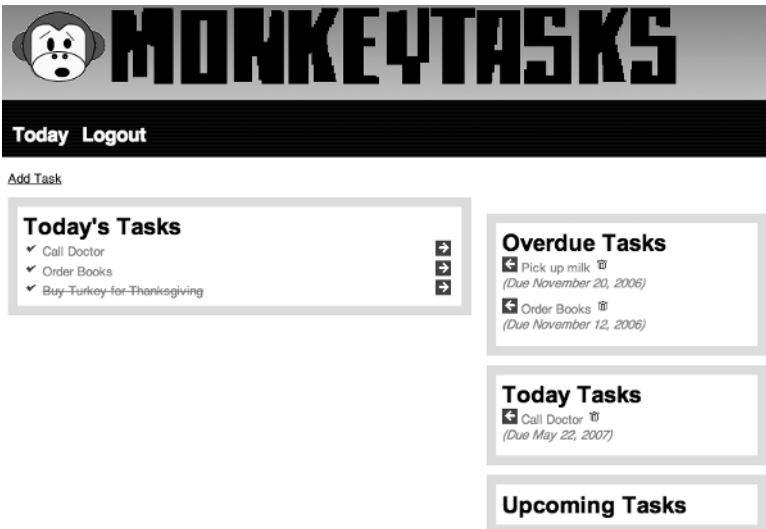 MONKEYTASKS
Today Logout
Add Task
Today's Tasks
Call Doctor
Order Books
Buy Turkey for Thanksgiving
Overdue Tasks
Pick up milk
(Due November 20, 2006)
Order Books
(Due November 12, 2006)
Today Tasks
Call Doctor
(Due May 22, 2007)
Upcoming Tasks